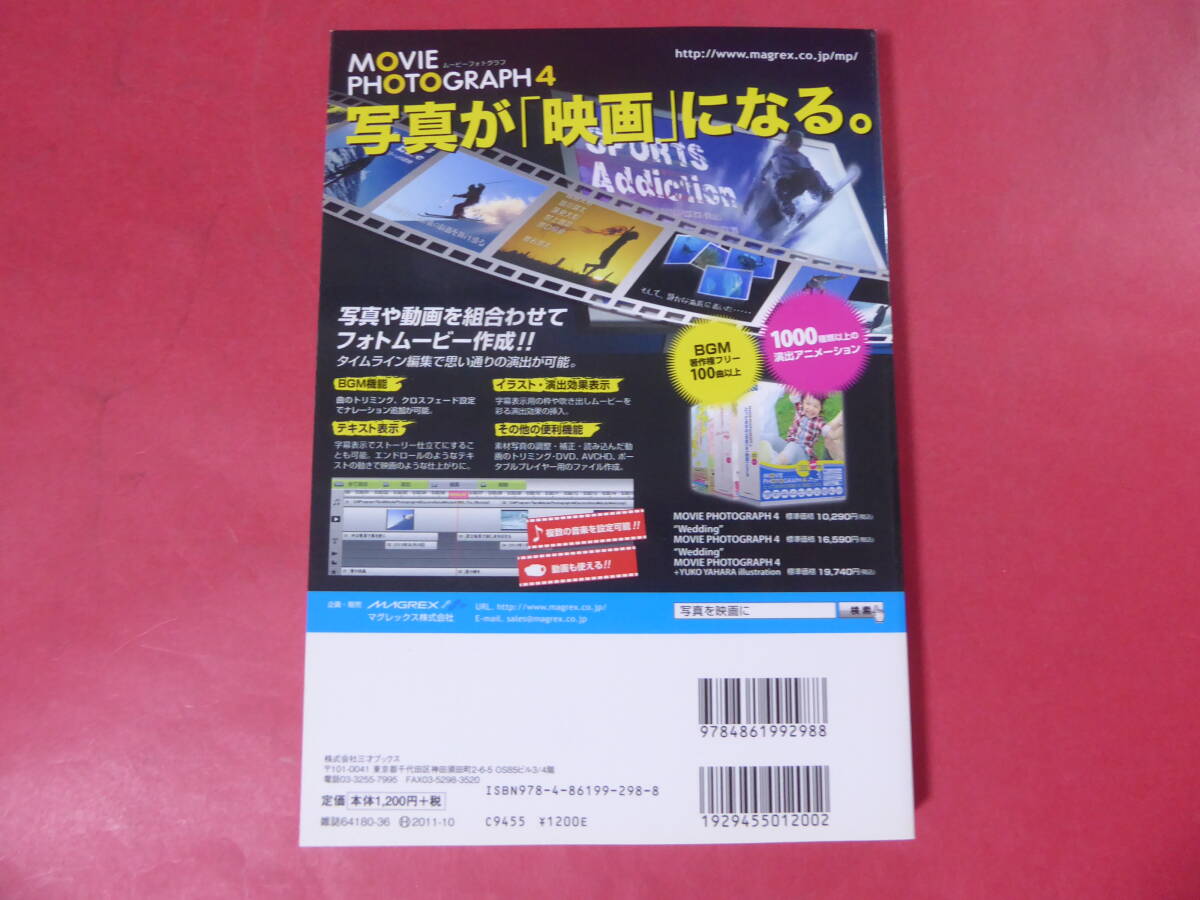 MOVIE
ムービーフォトグラフ
PHOTOGRAPH 4
http://www.magrex.co.jp/mp/
写真が「映画」になる。
SPORTS
Addiction
そして、
写真や動画を組合わせて
フォトムービー作成!!
タイムライン編集で思い通りの演出が可能。
BGM
著作権フリー
100曲以上
1000種類以上の
演出アニメーション
BGM機能
曲のトリミング、クロスフェード設定
でナレーション追加が可能。
イラスト・演出効果表示
字幕表示用の枠や吹き出しムービーを
彩る演出効果の挿入。
テキスト表示
字幕表示でストーリー仕立てにするこ
とも可能。エンドロールのようなテキ
ストの動きで映画のような仕上がりに。
その他の便利機能
素材写真の調整・補正・読み込んだ動
画のトリミング・DVD、AVCHD、ポー
タブルプレイヤー用のファイル作成。
複数の音楽を設定可能!!
動画も使える!!
MOVIE
PHOTOGRAPH 4
MOVIE PHOTOGRAPH 4 標準価格 10,290円(税込)
"Wedding"
MOVIE PHOTOGRAPH 4 標準価格 16,590円(税込)
"Wedding"
MOVIE PHOTOGRAPH 4
+YUKO YAHARA illustration 標準価格 19,740円(税込)
企画・販売 MAGREX
マグレックス株式会社
URL. http://www.magrex.co.jp/
E-mail. sales@magrex.co.jp
写真を映画に 検索
9784861992988
株式会社三才ブックス
〒101-0041 東京都千代田区神田須田町2-6-5 OS85ビル3/4階
電話03-3255-7995 FAX03-5298-3520
ISBN978-4-86199-298-8
定価 本体1,200円+税
雑誌64180-36 Ⓗ2011-10
C9455 ¥1200E
1929455012002